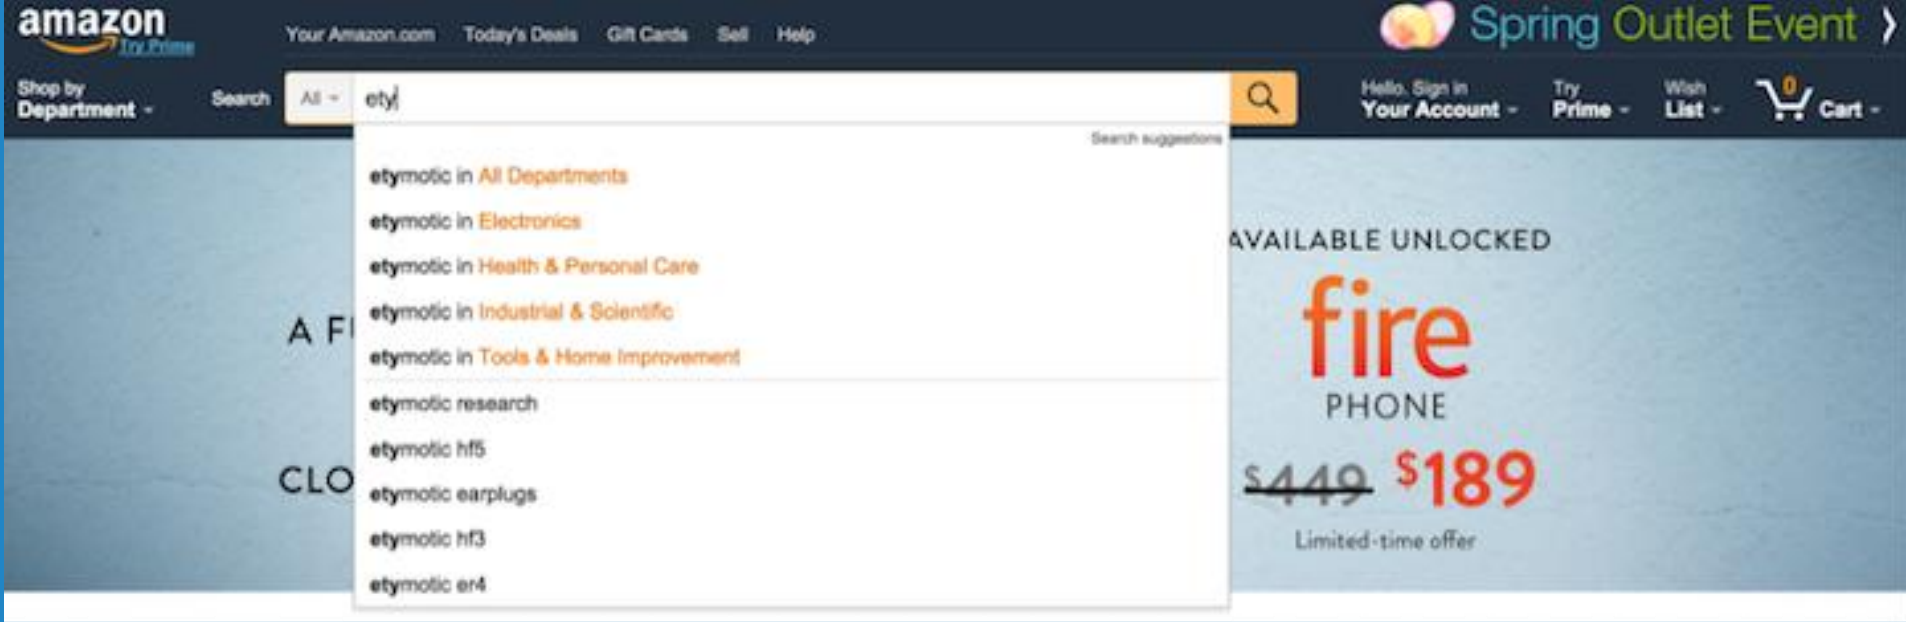 amazon
Try Prime
Your Amazon.com Today's Deals Gift Cards Sell Help
Spring Outlet Event
Shop by
Department
Search
All
ety
Hello. Sign in
Your Account
Try
Prime
Wish
List
0
Cart
Search suggestions
etymotic in All Departments
etymotic in Electronics
etymotic in Health & Personal Care
etymotic in Industrial & Scientific
etymotic in Tools & Home Improvement
etymotic research
etymotic hf5
etymotic earplugs
etymotic hf3
etymotic er4
A FI
CLO
AVAILABLE UNLOCKED
fire
PHONE
$449 $189
Limited-time offer